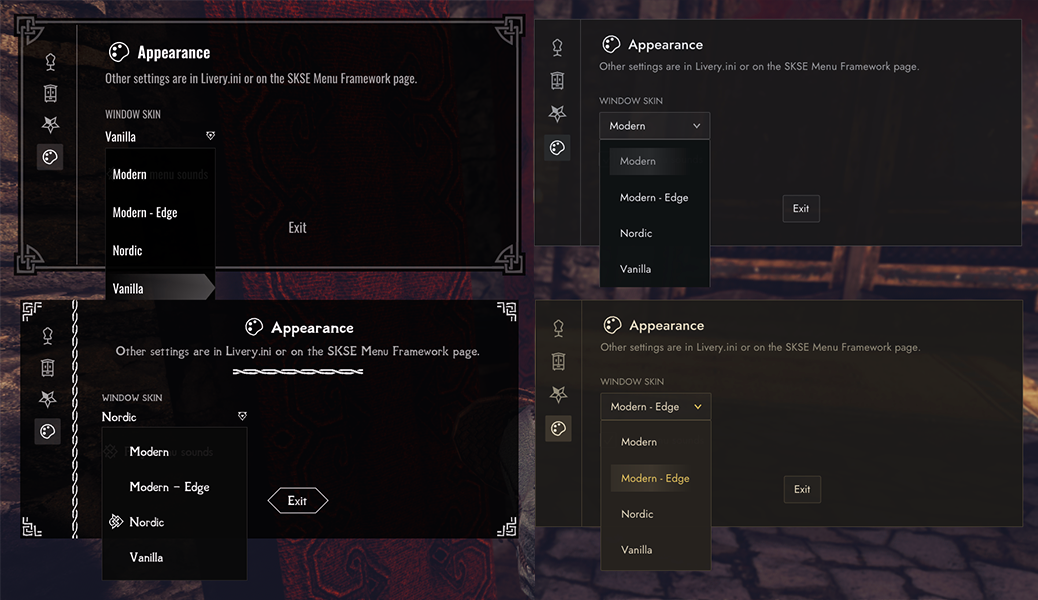 Appearance
Other settings are in Livery.ini or on the SKSE Menu Framework page.
WINDOW SKIN
Vanilla
Modern menu sounds
Modern - Edge
Nordic
Vanilla
Exit
Appearance
Other settings are in Livery.ini or on the SKSE Menu Framework page.
WINDOW SKIN
Modern
Modern
Modern - Edge
Nordic
Vanilla
Exit
Appearance
Other settings are in Livery.ini or on the SKSE Menu Framework page.
WINDOW SKIN
Nordic
Modern sounds
Modern - Edge
Nordic
Vanilla
Exit
Appearance
Other settings are in Livery.ini or on the SKSE Menu Framework page.
WINDOW SKIN
Modern - Edge
Modern
Modern - Edge
Nordic
Vanilla
Exit